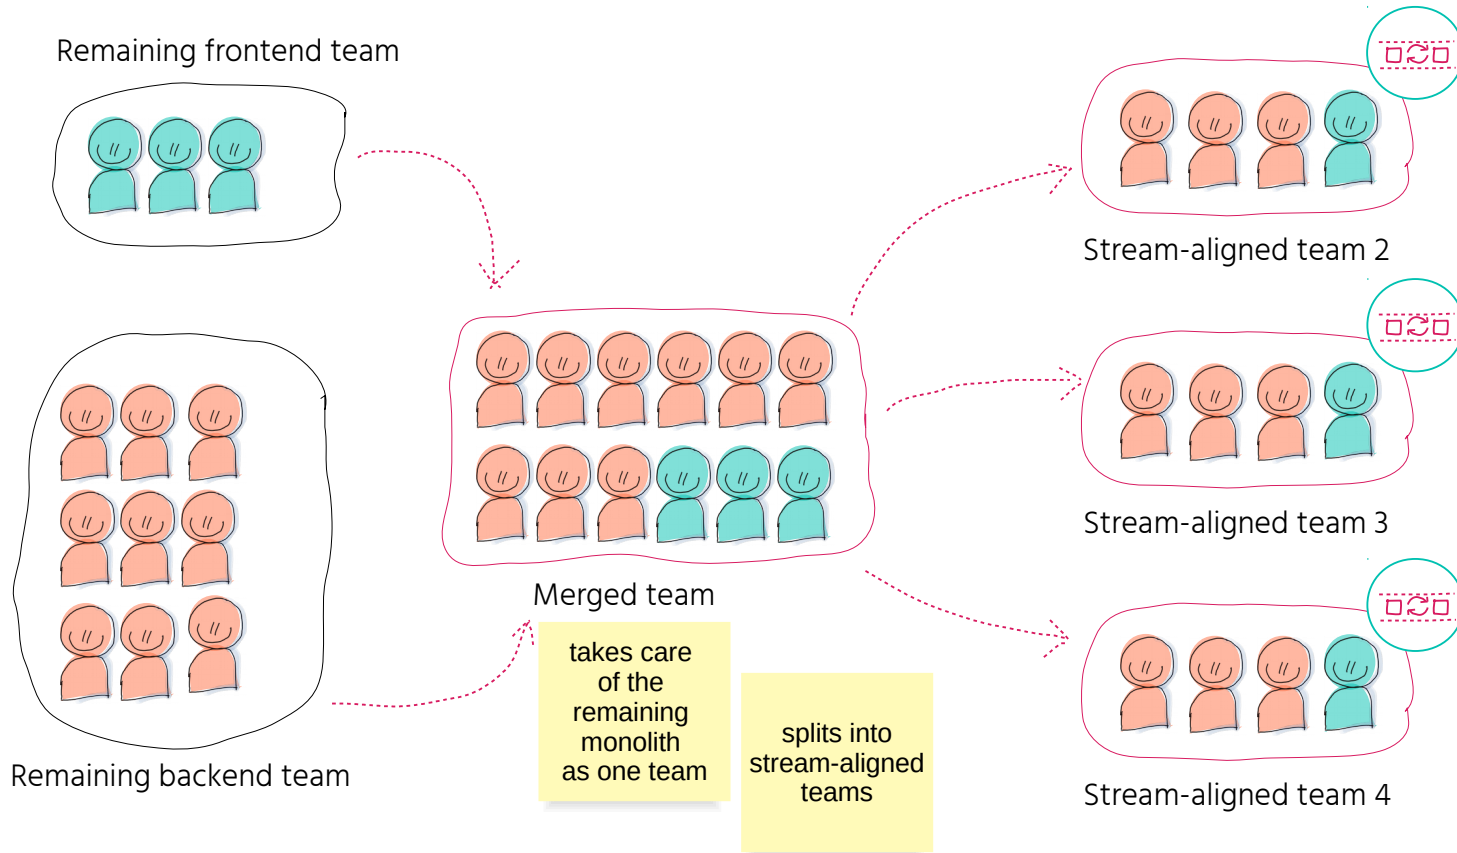 Remaining frontend team
Stream-aligned team 2
Stream-aligned team 3
Merged team
takes care
of the
remaining
monolith
as one team
splits into
stream-aligned
teams
Remaining backend team
Stream-aligned team 4